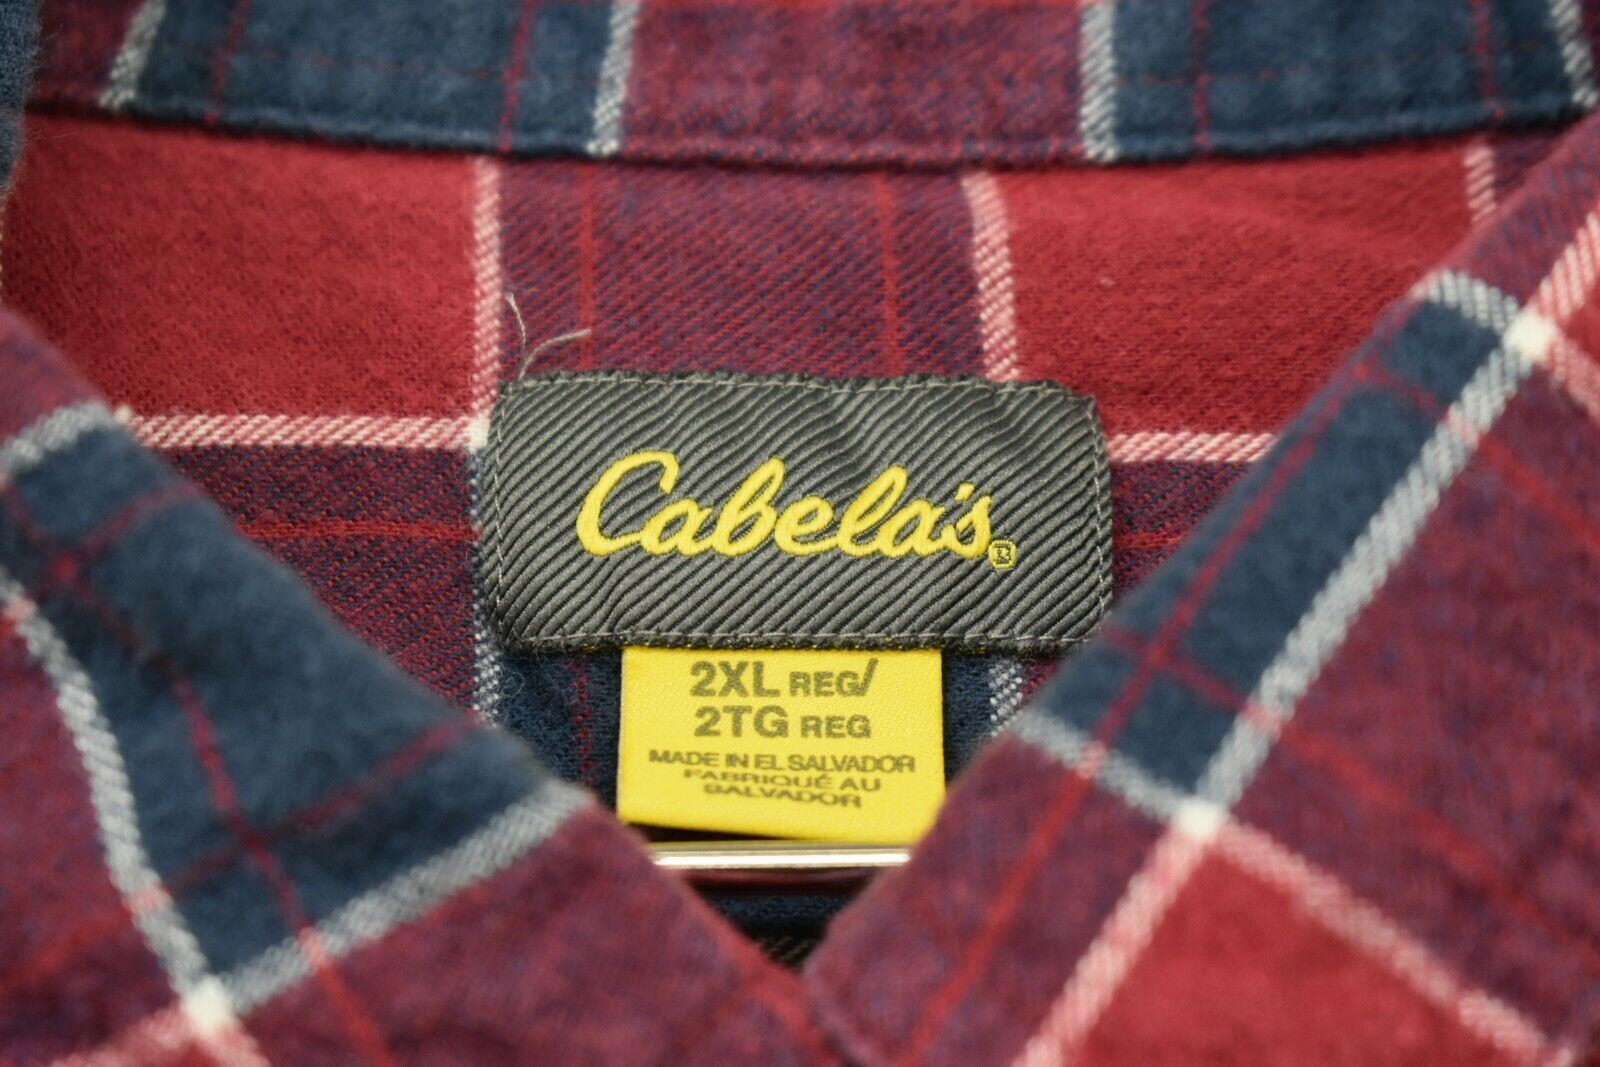 Cabela's®
2XL REG/
2TG REG
MADE IN EL SALVADOR
FABRIQUÉ AU
SALVADOR